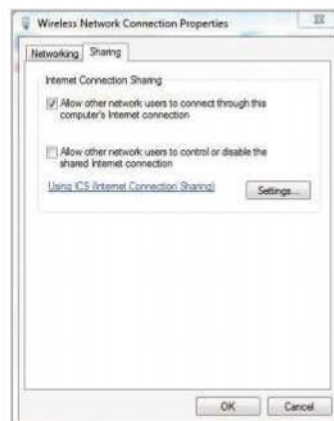 Wireless Network Connection Properties
Networking Sharing
Internet Connection Sharing
Allow other network users to connect through this
computer's Internet connection
Allow other network users to control or disable the
shared Internet connection
Using ICS (Internet Connection Sharing)
Settings...
OK Cancel